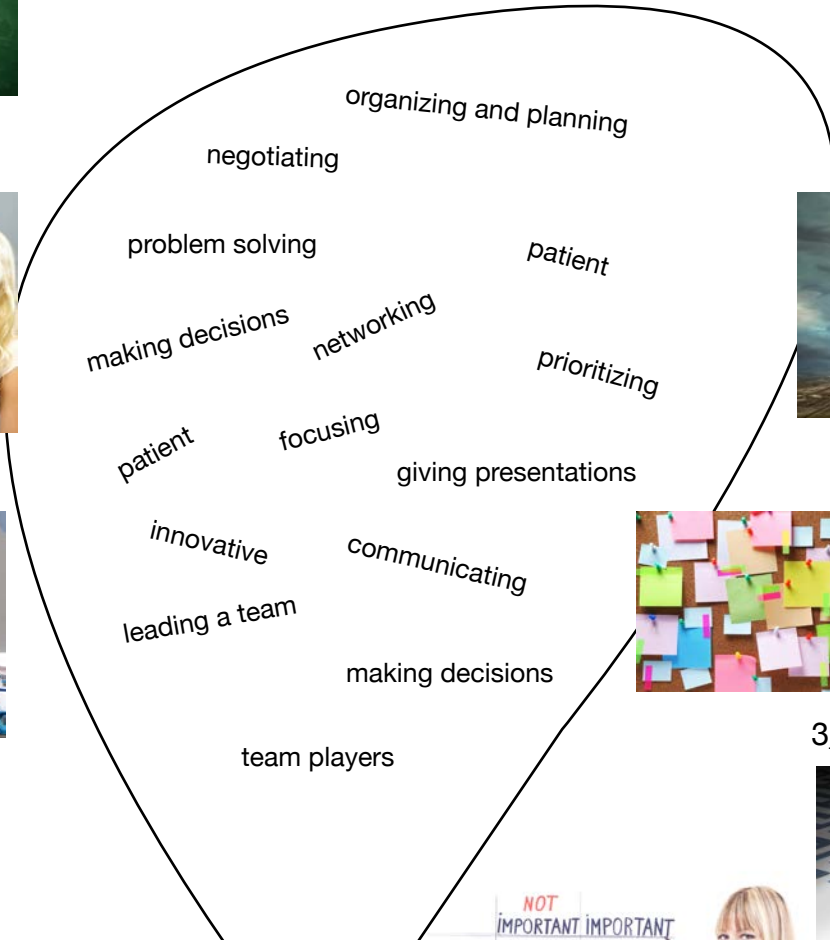 organizing and planning
negotiating
problem solving
patient
making decisions
networking
prioritizing
patient
focusing
giving presentations
innovative
communicating
leading a team
making decisions
team players
3
NOT
IMPORTANT IMPORTANT